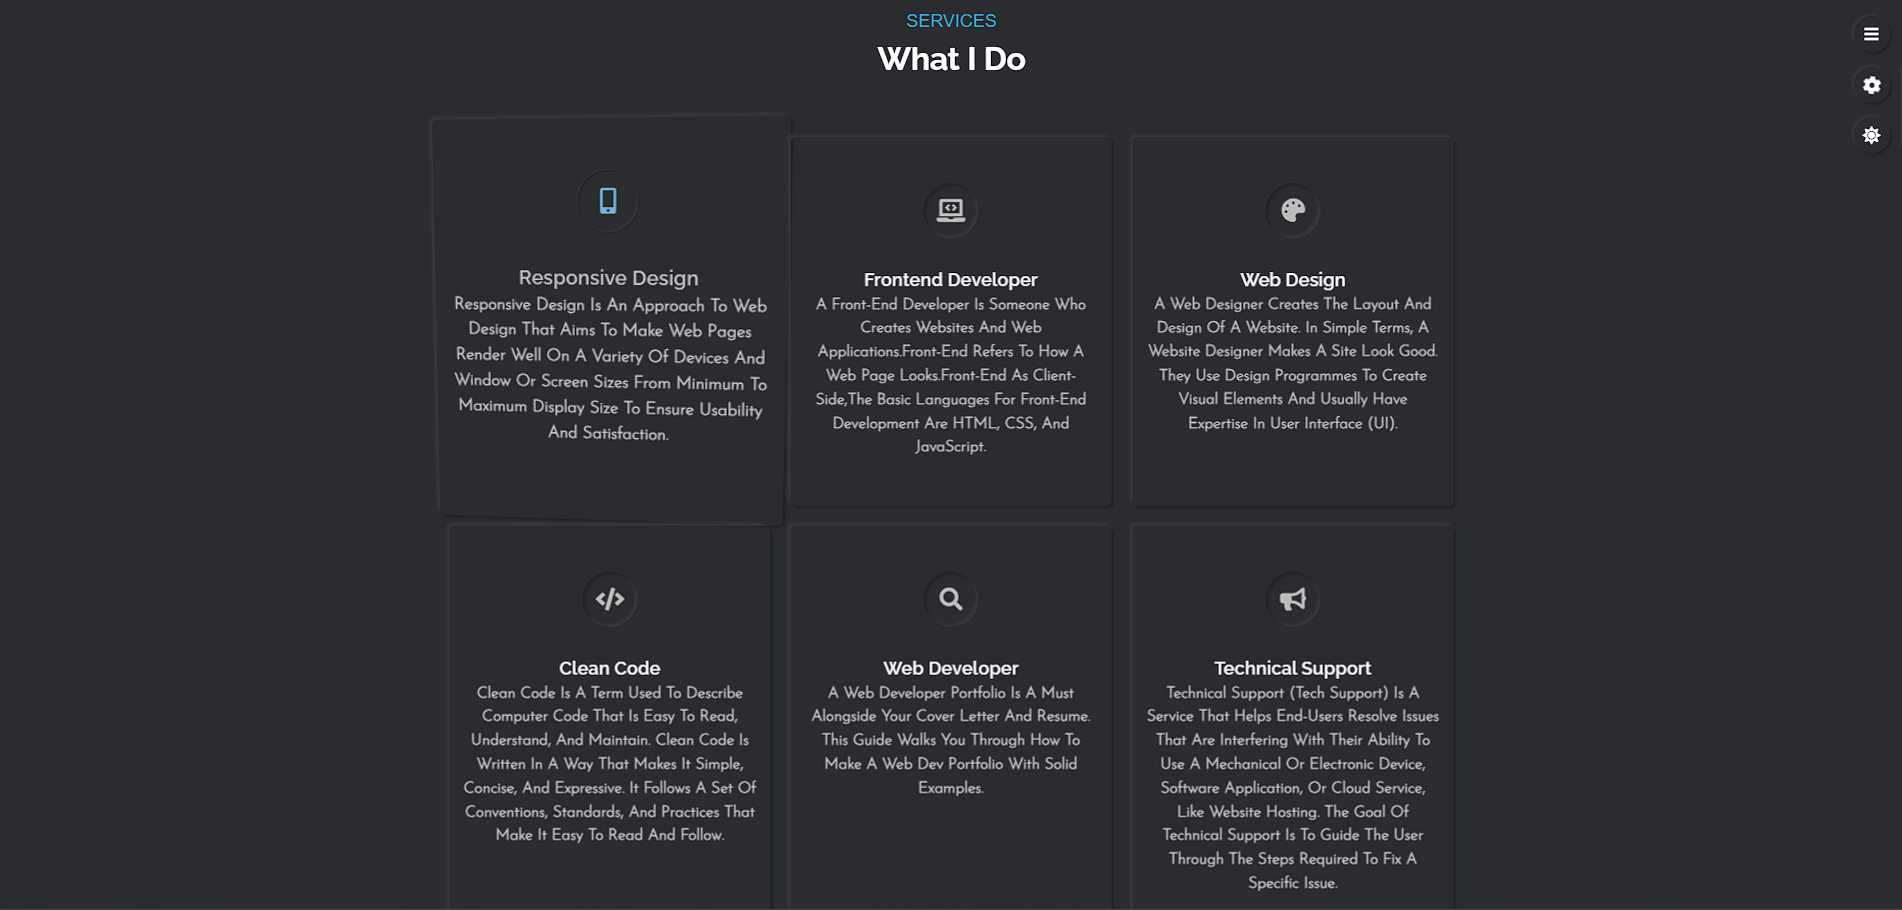 SERVICES
What I Do
Responsive Design
Responsive Design Is An Approach To Web
Design That Aims To Make Web Pages
Render Well On A Variety Of Devices And
Window Or Screen Sizes From Minimum To
Maximum Display Size To Ensure Usability
And Satisfaction.
Frontend Developer
A Front-End Developer Is Someone Who
Creates Websites And Web
Applications.Front-End Refers To How A
Web Page Looks.Front-End As Client-
Side,The Basic Languages For Front-End
Development Are HTML, CSS, And
JavaScript.
Web Design
A Web Designer Creates The Layout And
Design Of A Website. In Simple Terms, A
Website Designer Makes A Site Look Good.
They Use Design Programmes To Create
Visual Elements And Usually Have
Expertise In User Interface (UI).
Clean Code
Clean Code Is A Term Used To Describe
Computer Code That Is Easy To Read,
Understand, And Maintain. Clean Code Is
Written In A Way That Makes It Simple,
Concise, And Expressive. It Follows A Set Of
Conventions, Standards, And Practices That
Make It Easy To Read And Follow.
Web Developer
A Web Developer Portfolio Is A Must
Alongside Your Cover Letter And Resume.
This Guide Walks You Through How To
Make A Web Dev Portfolio With Solid
Examples.
Technical Support
Technical Support (Tech Support) Is A
Service That Helps End-Users Resolve Issues
That Are Interfering With Their Ability To
Use A Mechanical Or Electronic Device,
Software Application, Or Cloud Service,
Like Website Hosting. The Goal Of
Technical Support Is To Guide The User
Through The Steps Required To Fix A
Specific Issue.